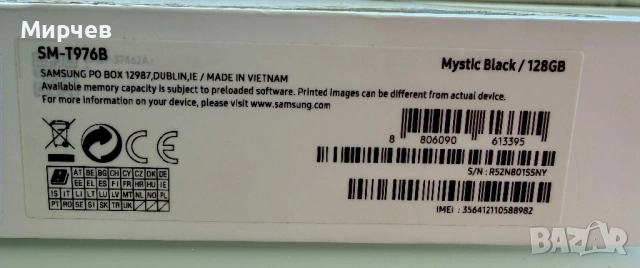 Мирчев
SM-T976B
Mystic Black / 128GB
SAMSUNG PO BOX 12987,DUBLIN,IE / MADE IN VIETNAM
Available memory capacity is subject to preloaded software. Printed images can be different from actual device.
For more information on your device, please visit www.samsung.com
8 806090 613395
S/N : R52N80155NY
AT BE BG CH CY CZ DK DE
EE EL ES FI FR HR HU IE
IS IT LI LT LU LV MT NL NO PL
PT RO SE SI SK TR UK
IMEI : 356412110588982
BAZAR